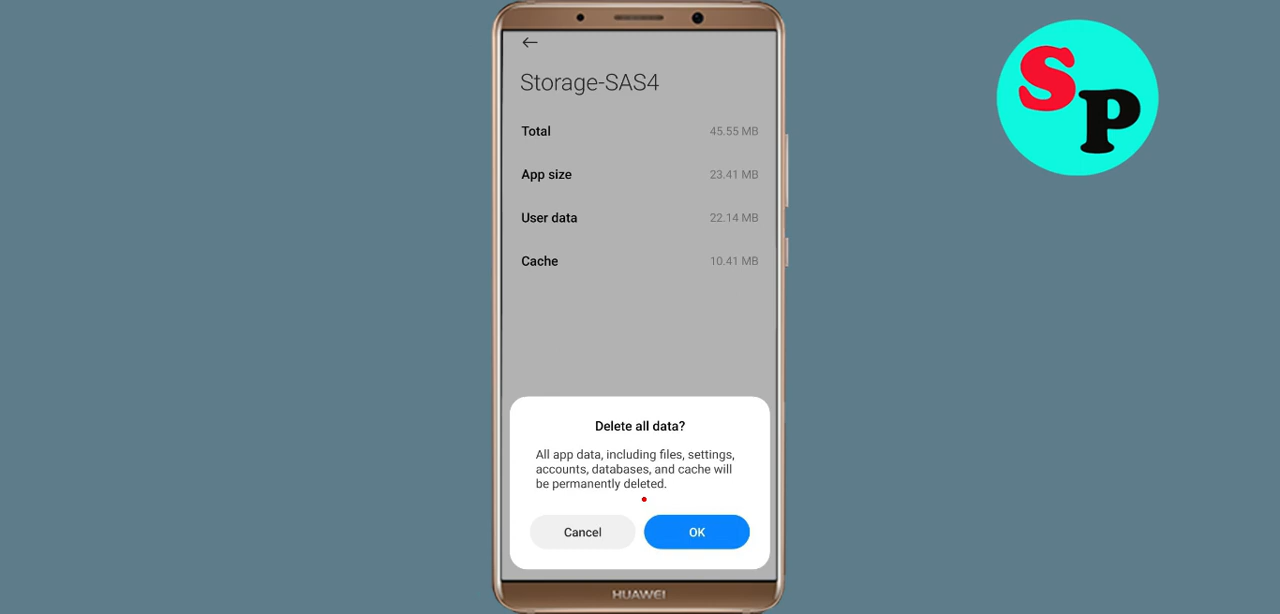 Storage-SAS4
Total 45.55 MB
App size 23.41 MB
User data 22.14 MB
Cache 10.41 MB
Delete all data?
All app data, including files, settings,
accounts, databases, and cache will
be permanently deleted.
Cancel OK
HUAWEI
SP